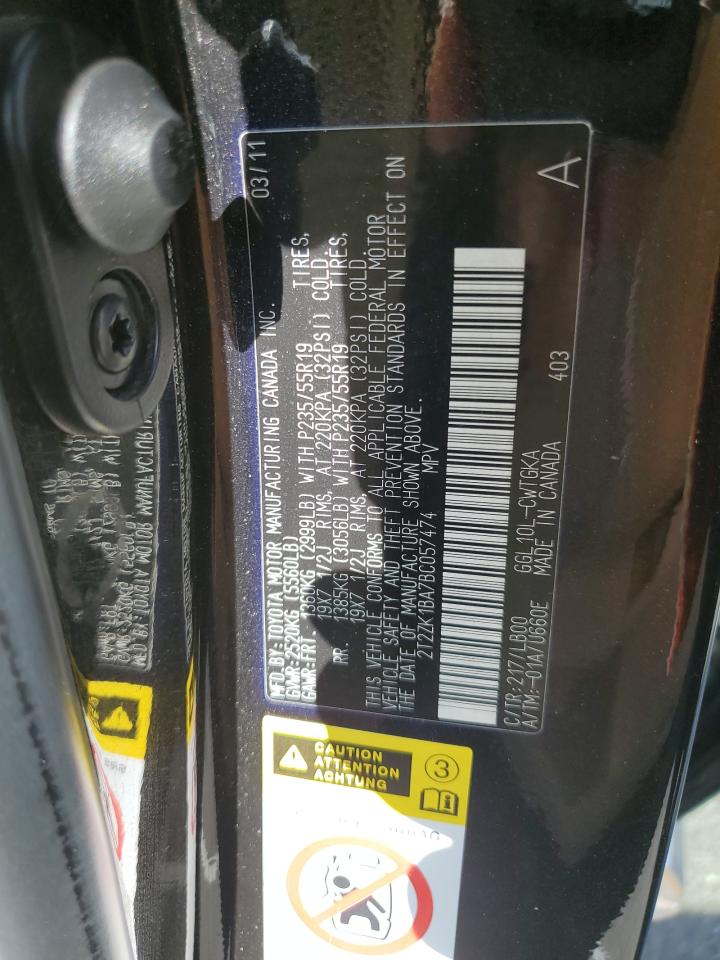 MFD. BY: TOYOTA MOTOR MANUFACTURING CANADA INC. 03/11
GVWR: 2520KG (5560LB)
GAWR: FRT. 1360KG (2999LB) WITH P235/55R19 TIRES,
19X7 1/2J RIMS, AT 220KPA (32PSI) COLD.
RR. 1385KG (3056LB) WITH P235/55R19 TIRES,
19X7 1/2J RIMS, AT 220KPA (32PSI) COLD.
THIS VEHICLE CONFORMS TO ALL APPLICABLE FEDERAL MOTOR
VEHICLE SAFETY AND THEFT PREVENTION STANDARDS IN EFFECT ON
THE DATE OF MANUFACTURE SHOWN ABOVE.
2T2ZK1BA7BC057474 MPV
C/TR: 217/LB00 GGL10L-CWTGKA 403 A
A/TM: -01A/U660E MADE IN CANADA
CAUTION
ATTENTION
ACHTUNG
3